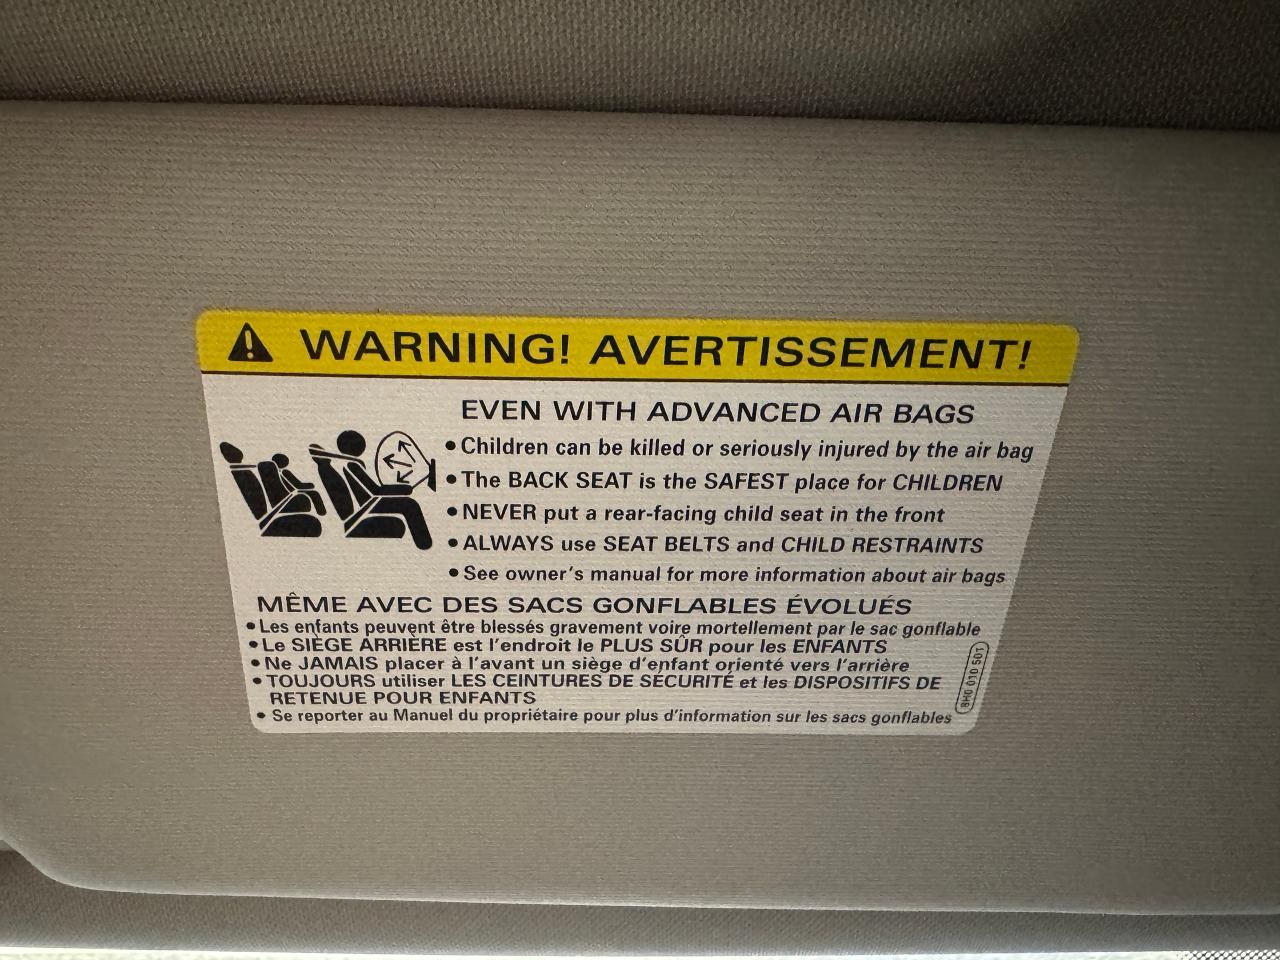 WARNING! AVERTISSEMENT!
EVEN WITH ADVANCED AIR BAGS
• Children can be killed or seriously injured by the air bag
• The BACK SEAT is the SAFEST place for CHILDREN
• NEVER put a rear-facing child seat in the front
• ALWAYS use SEAT BELTS and CHILD RESTRAINTS
• See owner's manual for more information about air bags
MÊME AVEC DES SACS GONFLABLES ÉVOLUÉS
• Les enfants peuvent être blessés gravement voire mortellement par le sac gonflable
• Le SIÈGE ARRIÈRE est l'endroit le PLUS SÛR pour les ENFANTS
• Ne JAMAIS placer à l'avant un siège d'enfant orienté vers l'arrière
• TOUJOURS utiliser LES CEINTURES DE SÉCURITÉ et les DISPOSITIFS DE
RETENUE POUR ENFANTS
• Se reporter au Manuel du propriétaire pour plus d'information sur les sacs gonflables
8H0 010 501